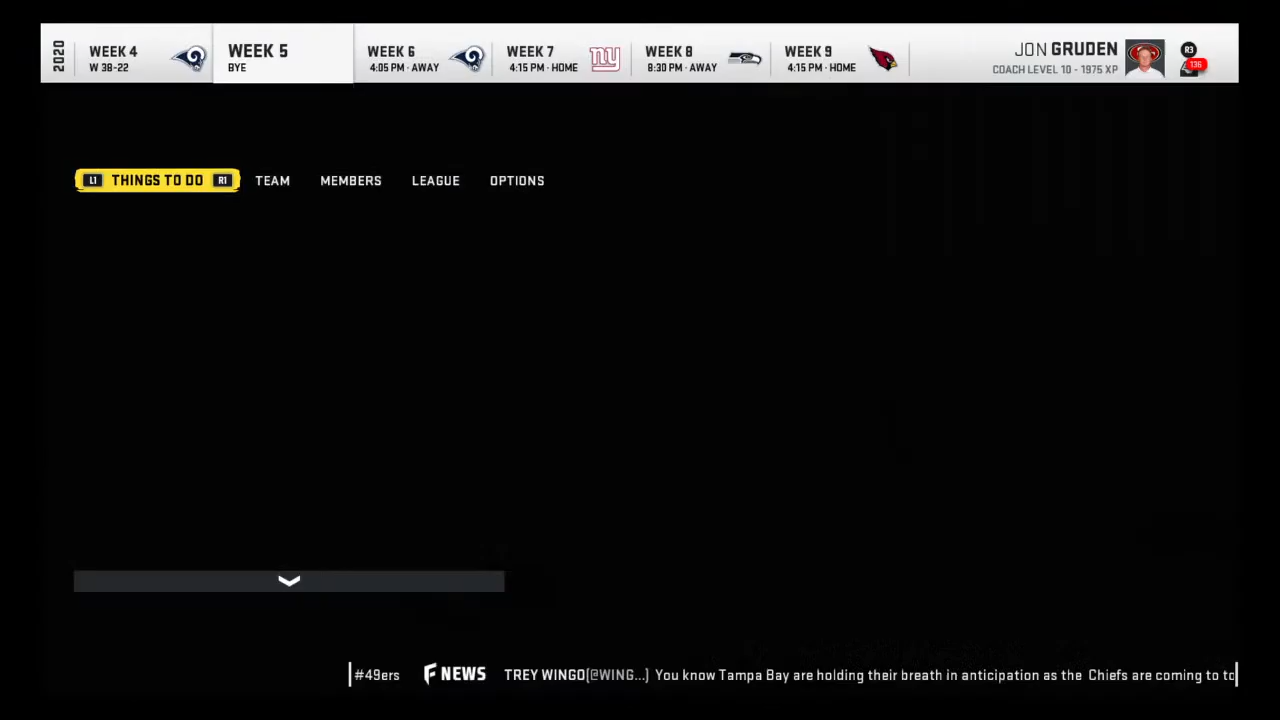 2020
WEEK 4
W 38-22
WEEK 5
BYE
WEEK 6
4:05 PM · AWAY
WEEK 7
4:15 PM · HOME
ny
WEEK 8
8:30 PM · AWAY
WEEK 9
4:15 PM · HOME
JON GRUDEN
COACH LEVEL 10 - 1975 XP
R3
136
L1 THINGS TO DO R1 TEAM MEMBERS LEAGUE OPTIONS
#49ers F NEWS TREY WINGO(@WING...) You know Tampa Bay are holding their breath in anticipation as the Chiefs are coming to to